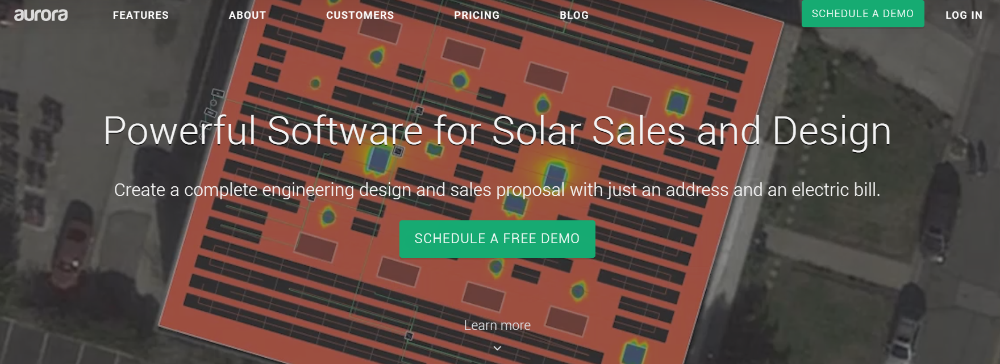 aurora
FEATURES
ABOUT
CUSTOMERS
PRICING
BLOG
SCHEDULE A DEMO
LOG IN
Powerful Software for Solar Sales and Design
Create a complete engineering design and sales proposal with just an address and an electric bill.
SCHEDULE A FREE DEMO
Learn more